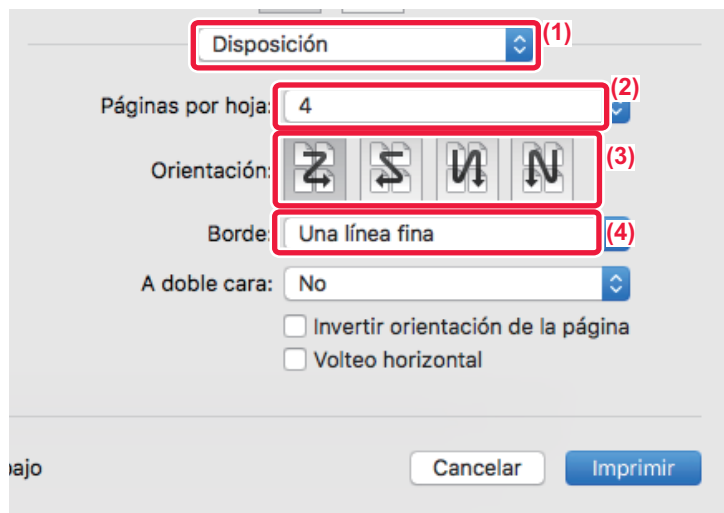 Disposición (1)
Páginas por hoja: 4 (2)
Orientación: (3)
Borde: Una línea fina (4)
A doble cara: No
Invertir orientación de la página
Volteo horizontal
bajo Cancelar Imprimir